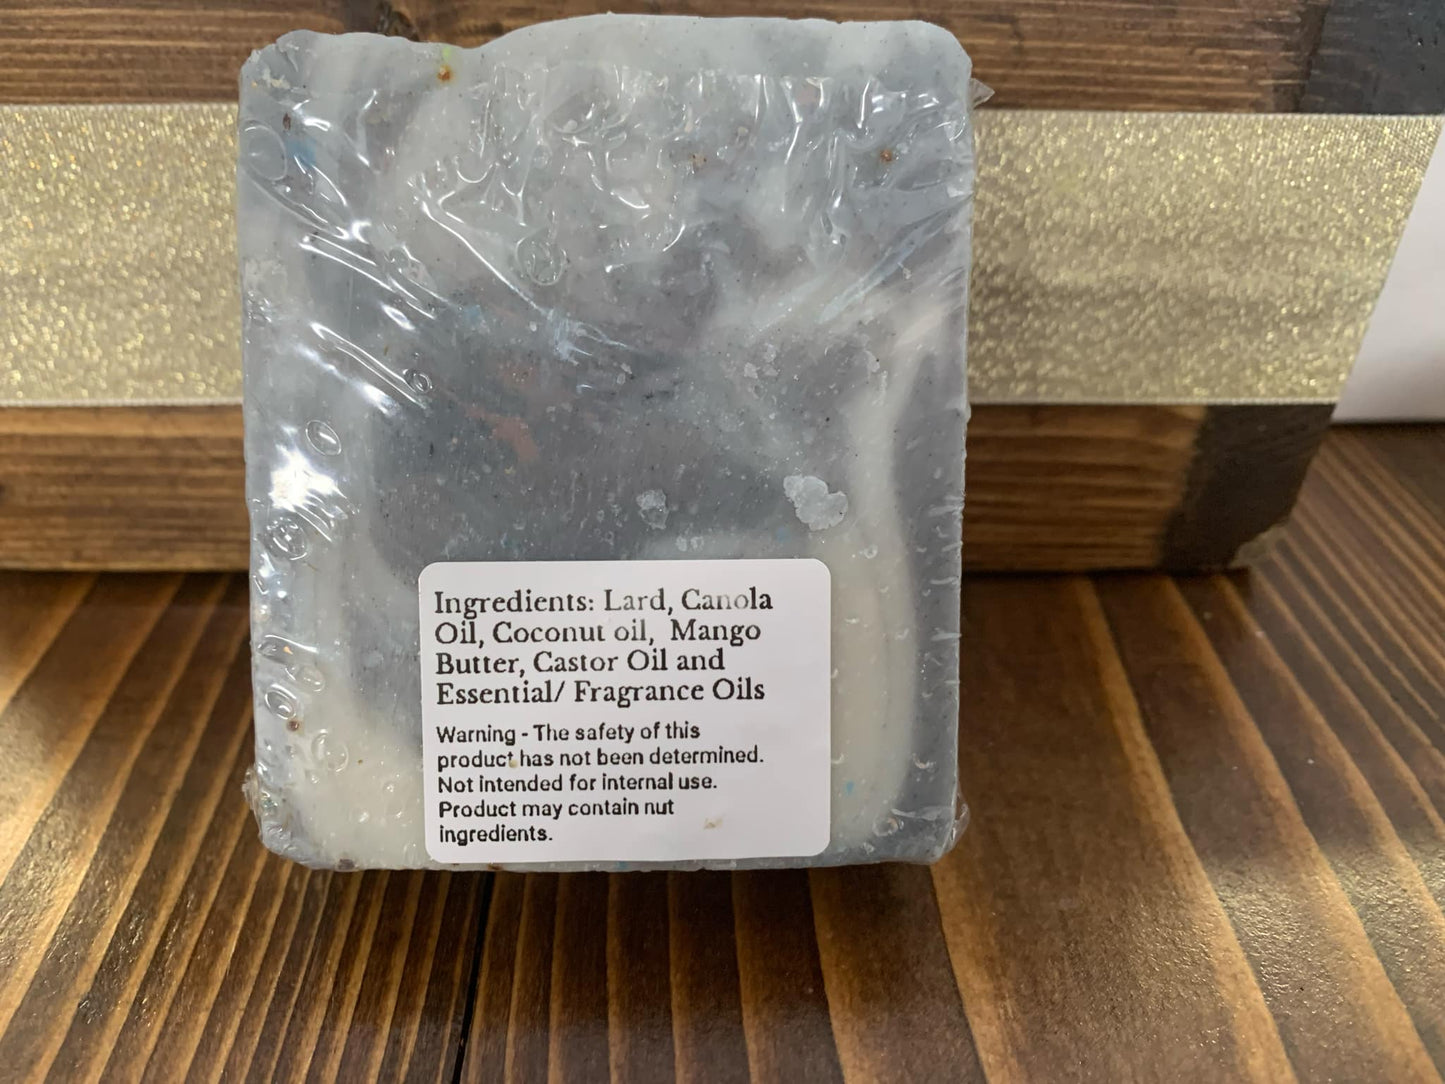 Ingredients: Lard, Canola
Oil, Coconut oil, Mango
Butter, Castor Oil and
Essential/ Fragrance Oils
Warning - The safety of this
product has not been determined.
Not intended for internal use.
Product may contain nut
ingredients.